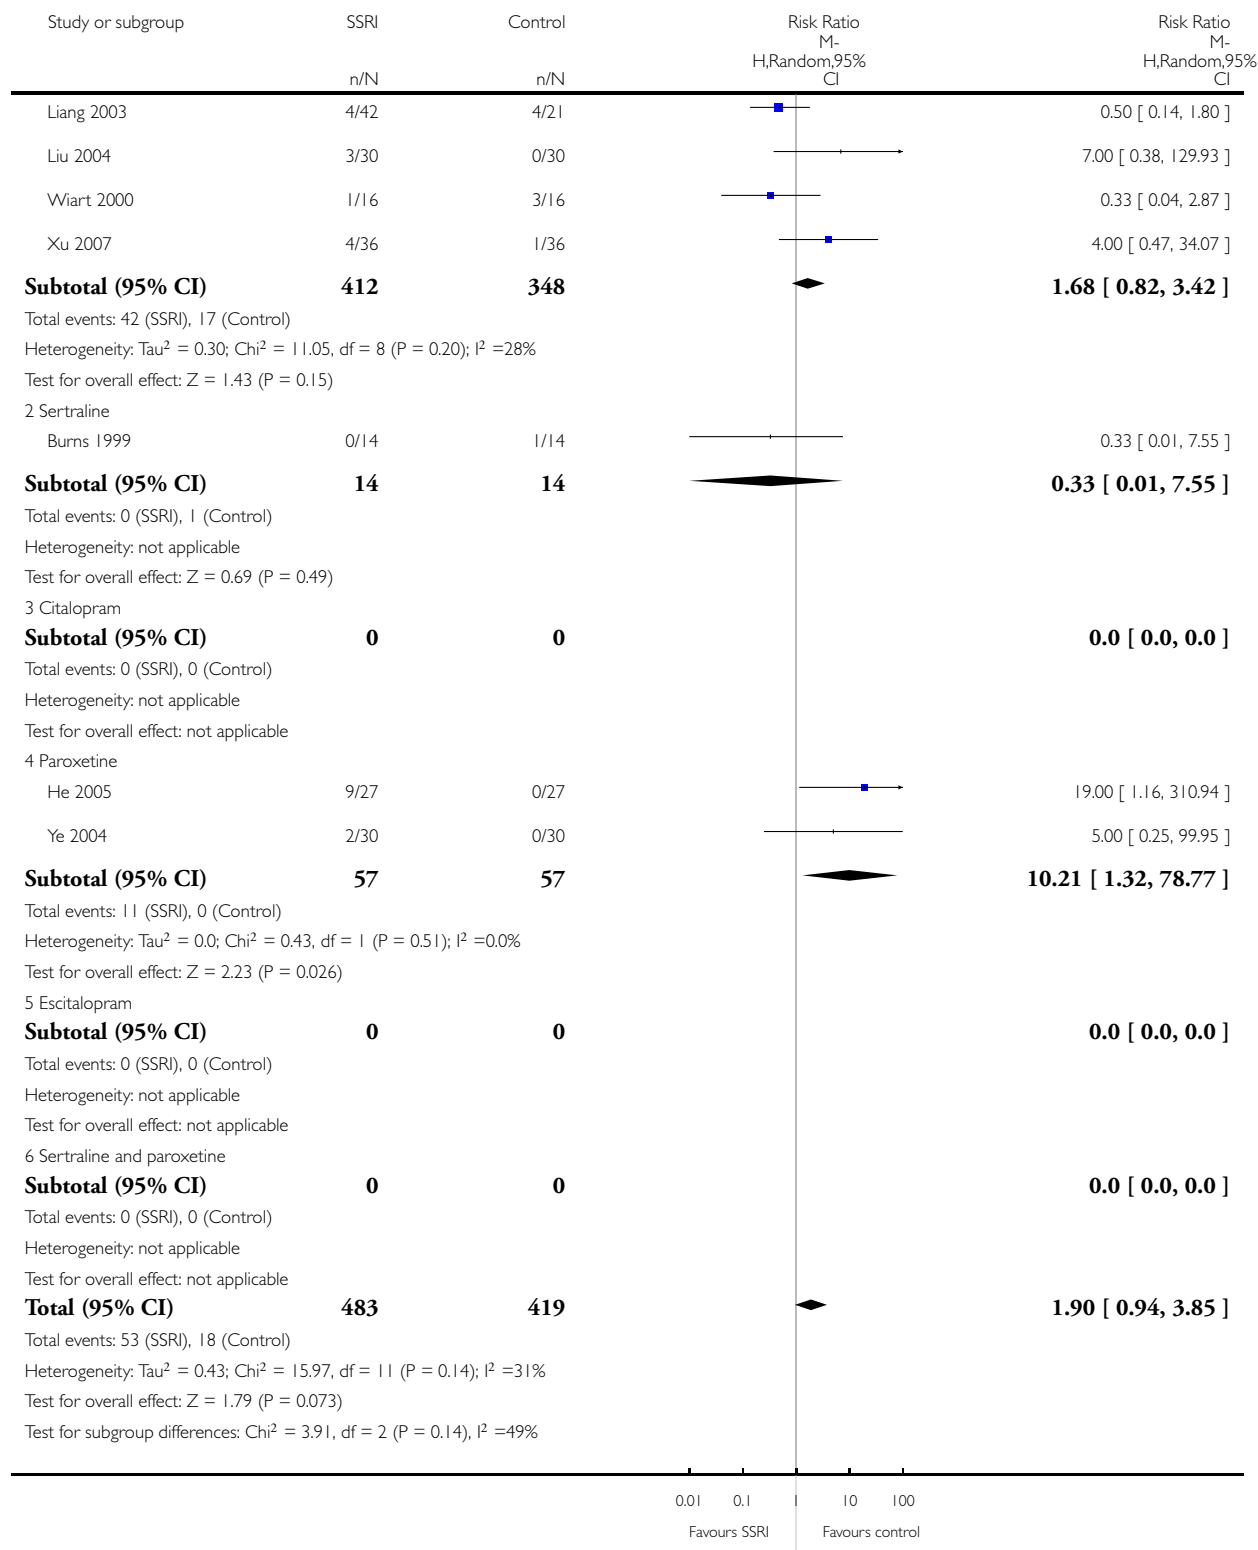 Study or subgroup SSRI Control Risk Ratio Risk Ratio
M- M-
H,Random,95% H,Random,95%
n/N n/N CI CI
Liang 2003 4/42 4/21 0.50 [ 0.14, 1.80 ]
Liu 2004 3/30 0/30 7.00 [ 0.38, 129.93 ]
Wiart 2000 1/16 3/16 0.33 [ 0.04, 2.87 ]
Xu 2007 4/36 1/36 4.00 [ 0.47, 34.07 ]
Subtotal (95% CI) 412 348 1.68 [ 0.82, 3.42 ]
Total events: 42 (SSRI), 17 (Control)
Heterogeneity: Tau² = 0.30; Chi² = 11.05, df = 8 (P = 0.20); I² =28%
Test for overall effect: Z = 1.43 (P = 0.15)
2 Sertraline
Burns 1999 0/14 1/14 0.33 [ 0.01, 7.55 ]
Subtotal (95% CI) 14 14 0.33 [ 0.01, 7.55 ]
Total events: 0 (SSRI), 1 (Control)
Heterogeneity: not applicable
Test for overall effect: Z = 0.69 (P = 0.49)
3 Citalopram
Subtotal (95% CI) 0 0 0.0 [ 0.0, 0.0 ]
Total events: 0 (SSRI), 0 (Control)
Heterogeneity: not applicable
Test for overall effect: not applicable
4 Paroxetine
He 2005 9/27 0/27 19.00 [ 1.16, 310.94 ]
Ye 2004 2/30 0/30 5.00 [ 0.25, 99.95 ]
Subtotal (95% CI) 57 57 10.21 [ 1.32, 78.77 ]
Total events: 11 (SSRI), 0 (Control)
Heterogeneity: Tau² = 0.0; Chi² = 0.43, df = 1 (P = 0.51); I² =0.0%
Test for overall effect: Z = 2.23 (P = 0.026)
5 Escitalopram
Subtotal (95% CI) 0 0 0.0 [ 0.0, 0.0 ]
Total events: 0 (SSRI), 0 (Control)
Heterogeneity: not applicable
Test for overall effect: not applicable
6 Sertraline and paroxetine
Subtotal (95% CI) 0 0 0.0 [ 0.0, 0.0 ]
Total events: 0 (SSRI), 0 (Control)
Heterogeneity: not applicable
Test for overall effect: not applicable
Total (95% CI) 483 419 1.90 [ 0.94, 3.85 ]
Total events: 53 (SSRI), 18 (Control)
Heterogeneity: Tau² = 0.43; Chi² = 15.97, df = 11 (P = 0.14); I² =31%
Test for overall effect: Z = 1.79 (P = 0.073)
Test for subgroup differences: Chi² = 3.91, df = 2 (P = 0.14), I² =49%
0.01 0.1 1 10 100
Favours SSRI Favours control